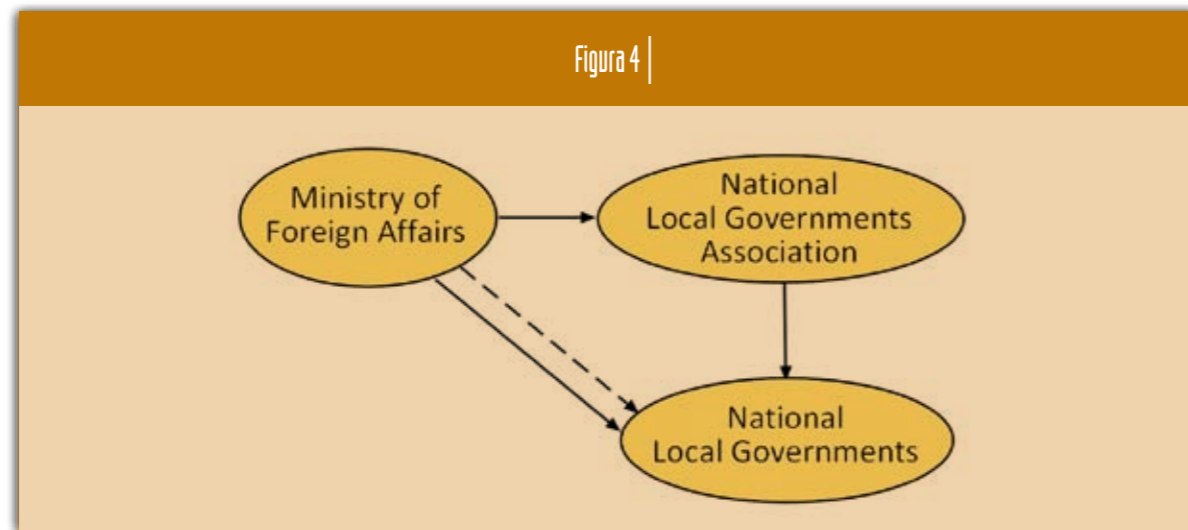 Figura 4
Ministry of
Foreign Affairs
National
Local Governments
Association
National
Local Governments